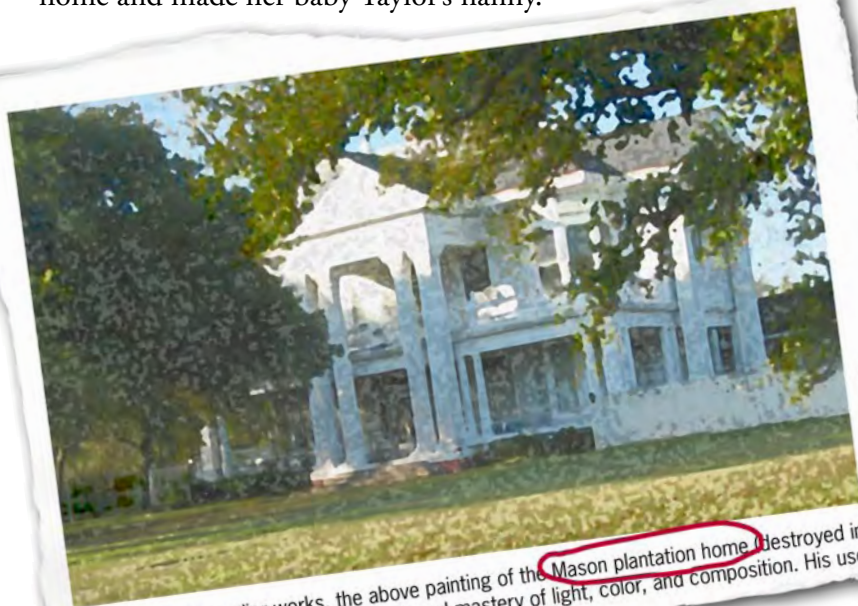 home and made her baby Taylor's nanny.
works, the above painting of the Mason plantation home (destroyed in
mastery of light, color, and composition. His use